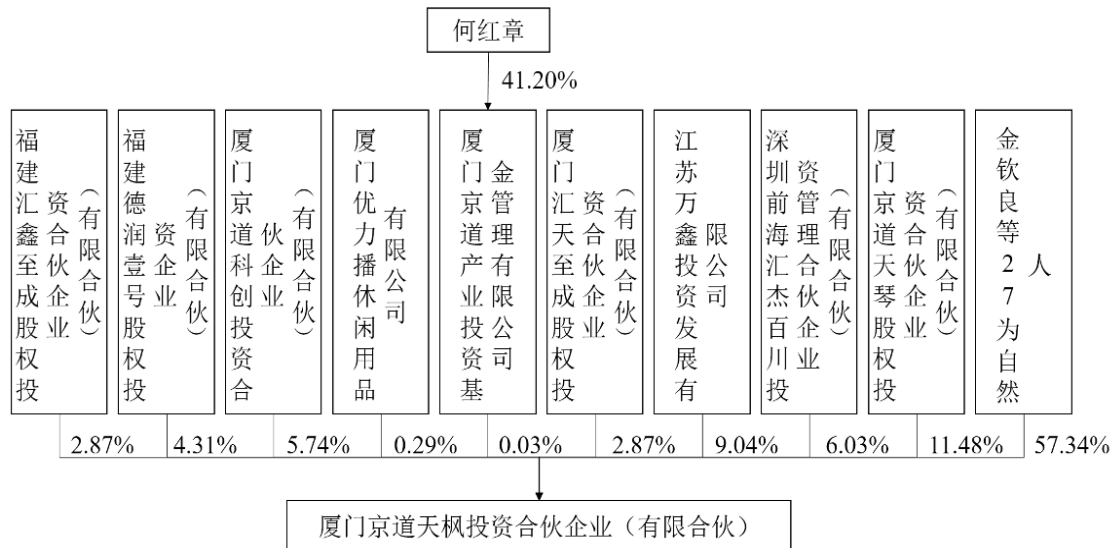 何红章
41.20%
福建汇鑫至成股权投
资合伙企业
（有限合伙）
福建德润壹号股权投
资企业
（有限合伙）
厦门京道科创投资合
伙企业
（有限合伙）
厦门优力播休闲用品
有限公司
厦门京道产业投资基
金管理有限公司
厦门汇天至成股权投
资合伙企业
（有限合伙）
江苏万鑫投资发展有
限公司
深圳前海汇杰百川投
资管理合伙企业
（有限合伙）
厦门京道天琴股权投
资合伙企业
（有限合伙）
金钦良等27为自然
人
2.87%
4.31%
5.74%
0.29%
0.03%
2.87%
9.04%
6.03%
11.48%
57.34%
厦门京道天枫投资合伙企业（有限合伙）